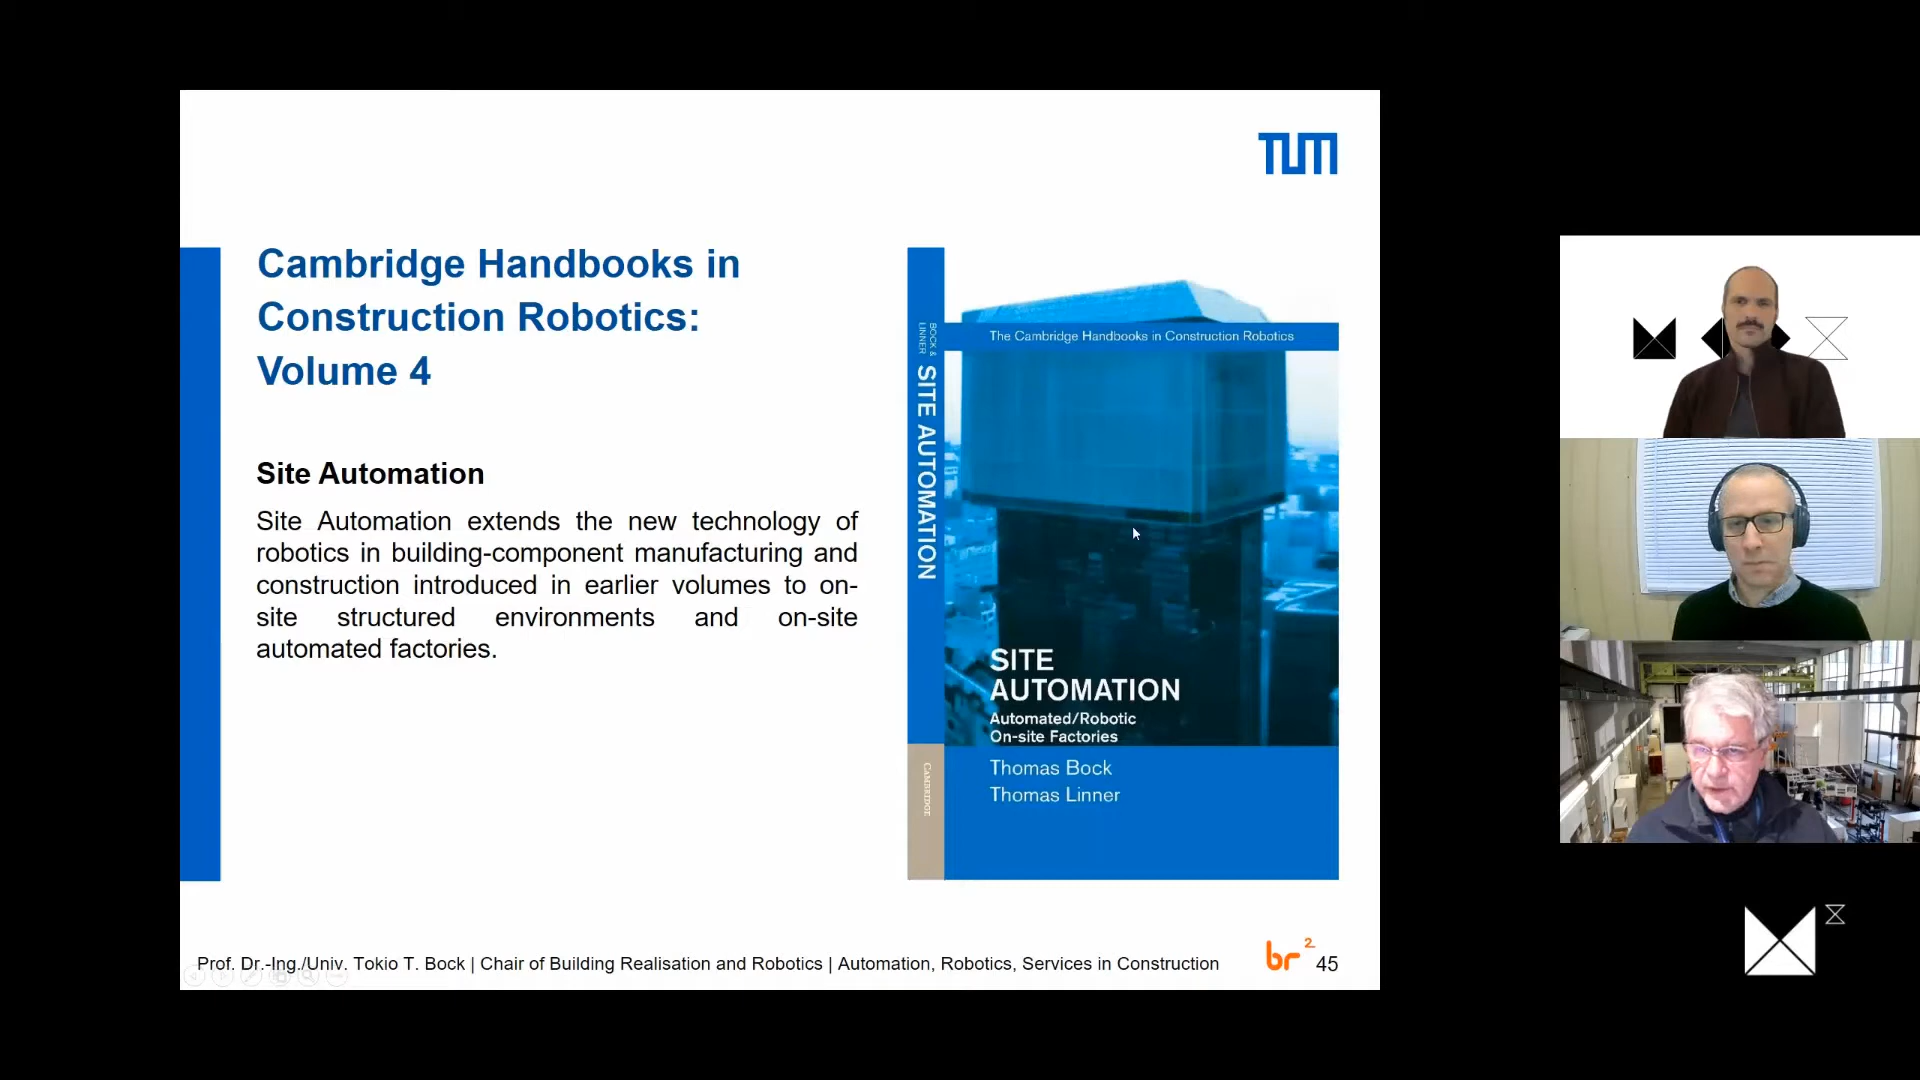 TUM
Cambridge Handbooks in
Construction Robotics:
Volume 4
Site Automation
Site Automation extends the new technology of
robotics in building-component manufacturing and
construction introduced in earlier volumes to on-
site structured environments and on-site
automated factories.
BOCK &
LINNER
SITE AUTOMATION
CAMBRIDGE
The Cambridge Handbooks in Construction Robotics
SITE
AUTOMATION
Automated/Robotic
On-site Factories
Thomas Bock
Thomas Linner
Prof. Dr.-Ing./Univ. Tokio T. Bock | Chair of Building Realisation and Robotics | Automation, Robotics, Services in Construction
br²
45